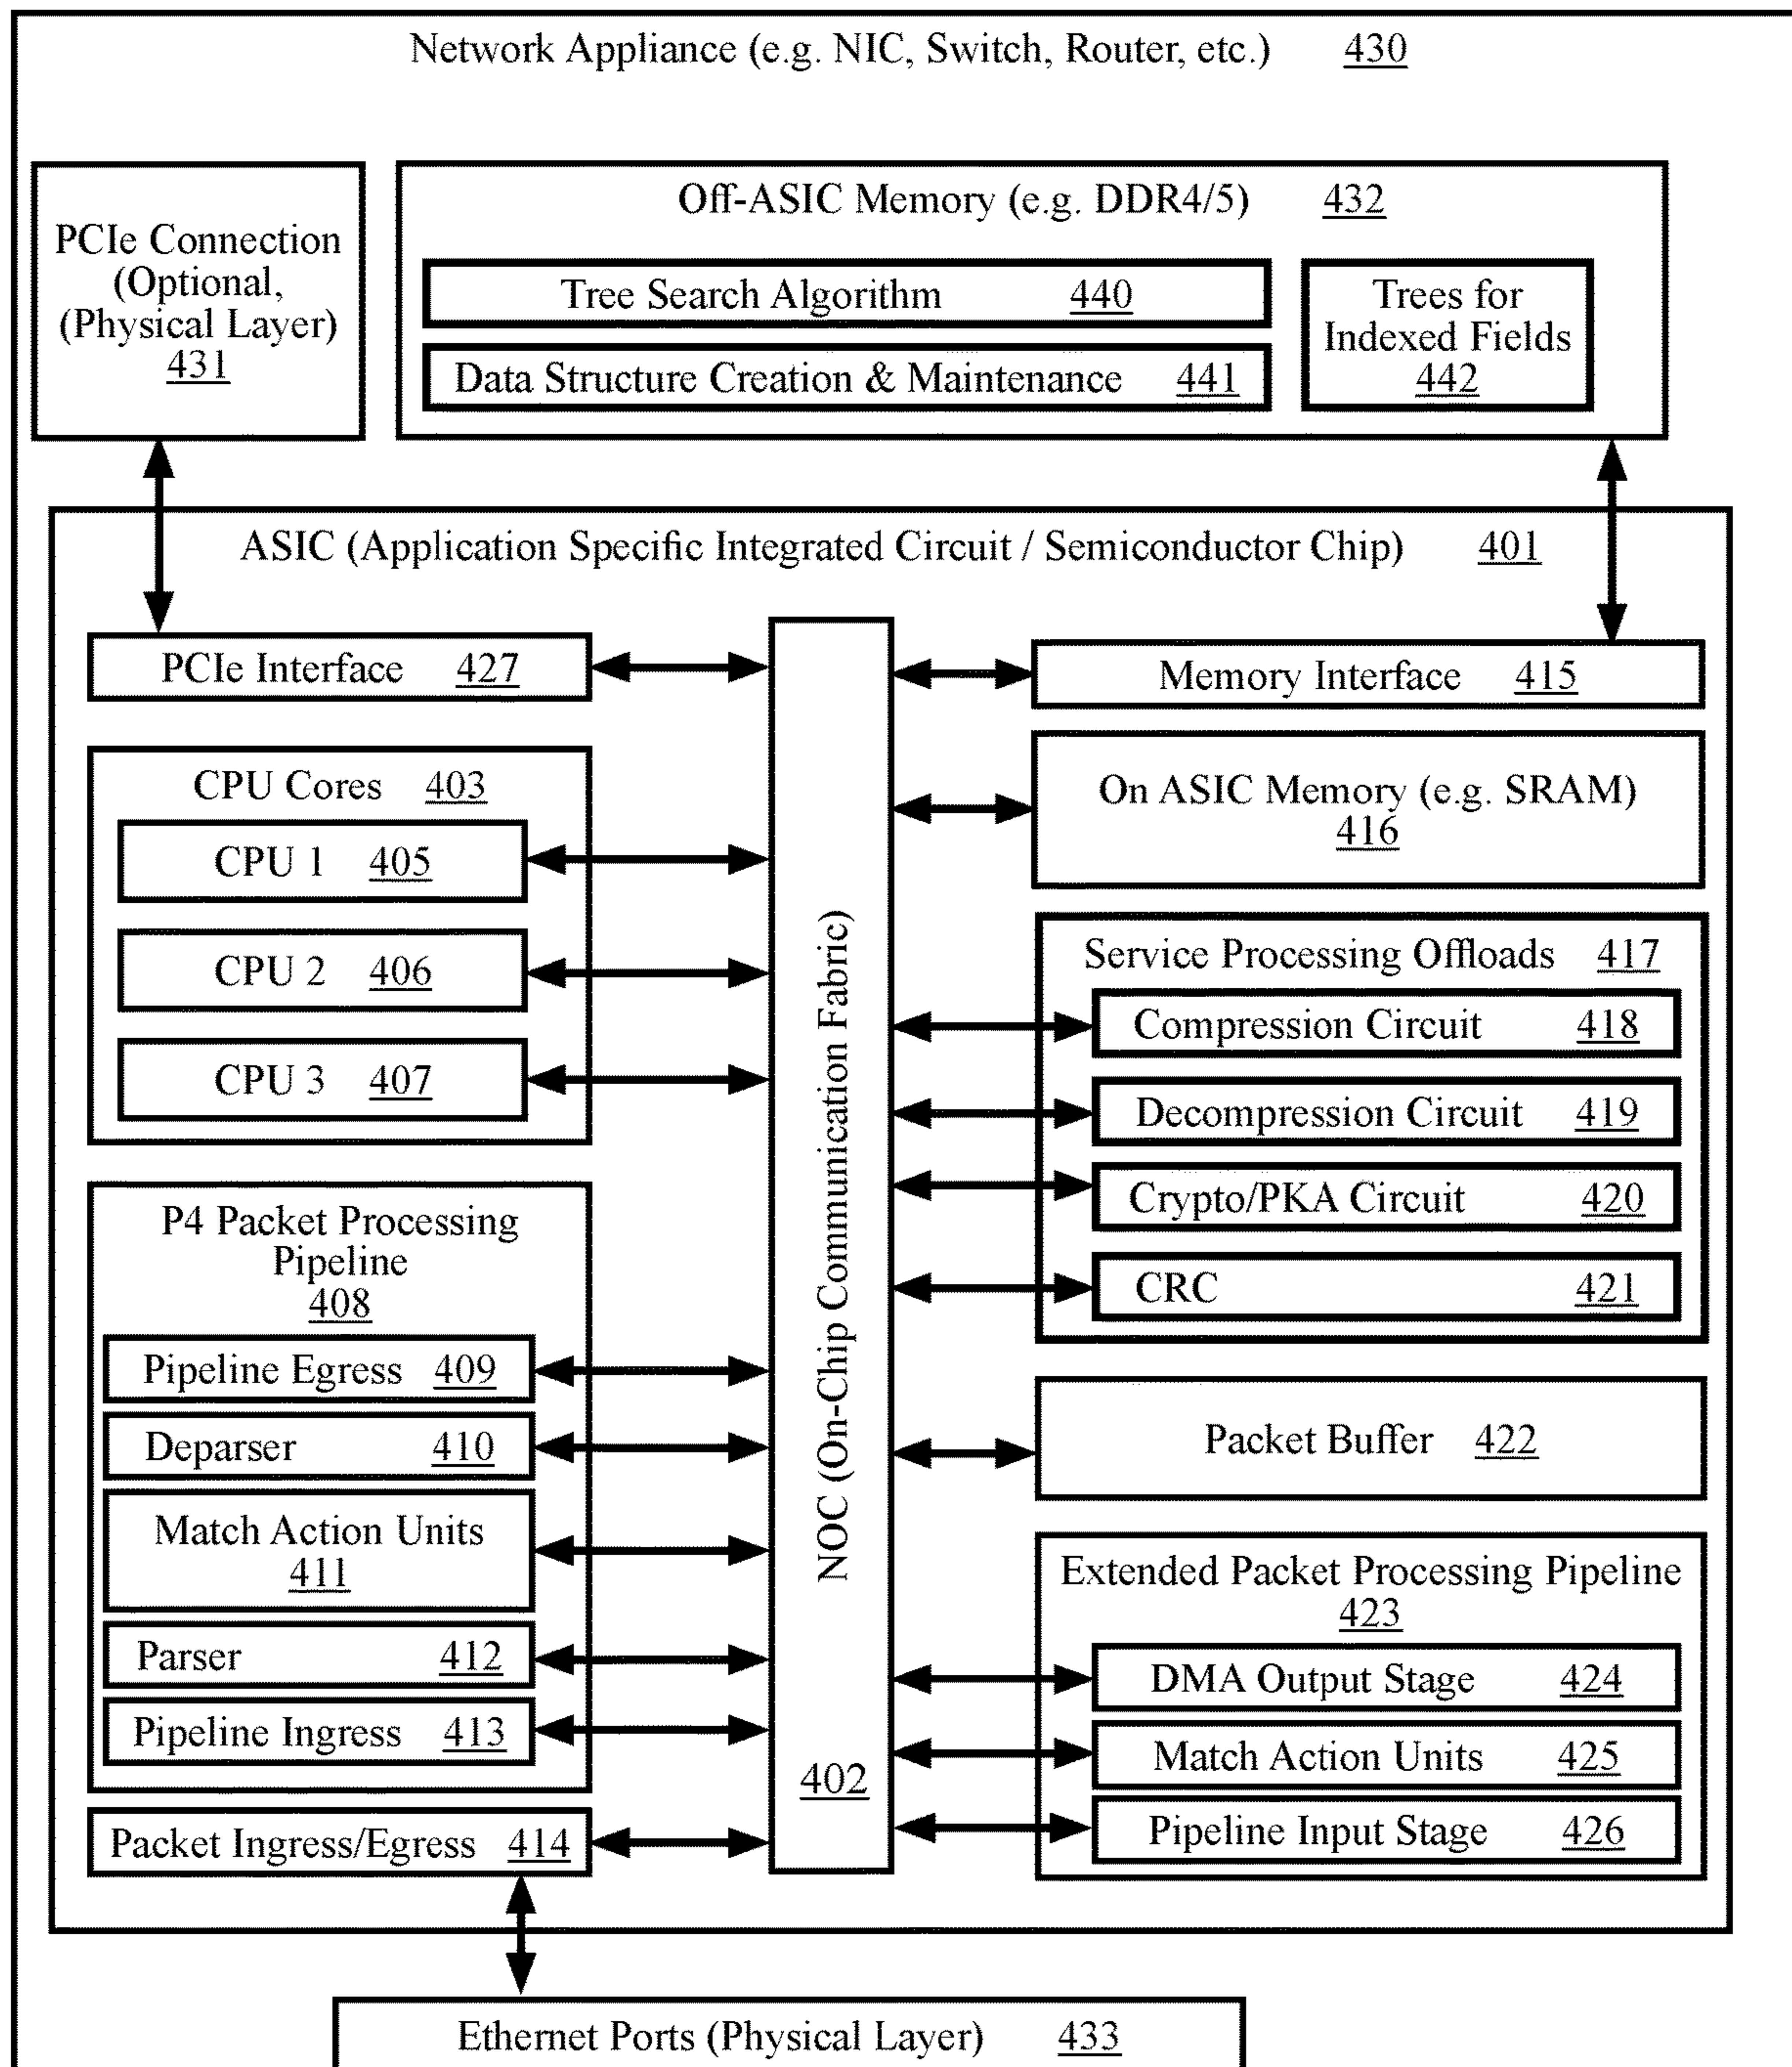 Network Appliance (e.g. NIC, Switch, Router, etc.) 430
PCIe Connection
(Optional,
(Physical Layer)
431
Off-ASIC Memory (e.g. DDR4/5) 432
Tree Search Algorithm 440
Data Structure Creation & Maintenance 441
Trees for
Indexed Fields
442
ASIC (Application Specific Integrated Circuit / Semiconductor Chip) 401
PCIe Interface 427
CPU Cores 403
CPU 1 405
CPU 2 406
CPU 3 407
P4 Packet Processing
Pipeline
408
Pipeline Egress 409
Deparser 410
Match Action Units
411
Parser 412
Pipeline Ingress 413
Packet Ingress/Egress 414
NOC (On-Chip Communication Fabric)
402
Memory Interface 415
On ASIC Memory (e.g. SRAM)
416
Service Processing Offloads 417
Compression Circuit 418
Decompression Circuit 419
Crypto/PKA Circuit 420
CRC 421
Packet Buffer 422
Extended Packet Processing Pipeline
423
DMA Output Stage 424
Match Action Units 425
Pipeline Input Stage 426
Ethernet Ports (Physical Layer) 433